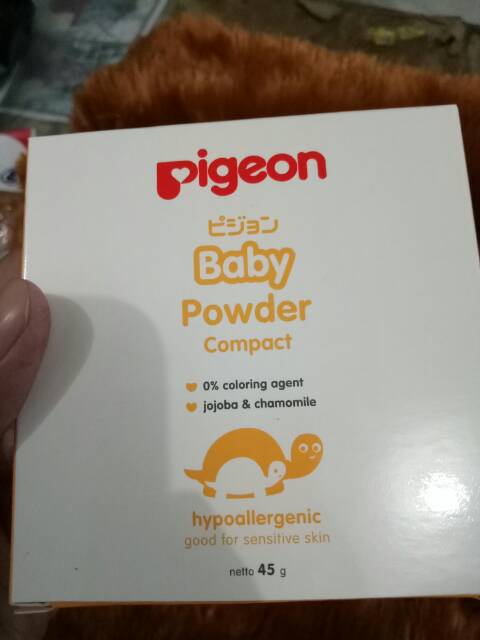 pigeon
ピジョン
Baby
Powder
Compact
0% coloring agent
jojoba & chamomile
hypoallergenic
good for sensitive skin
netto 45 g